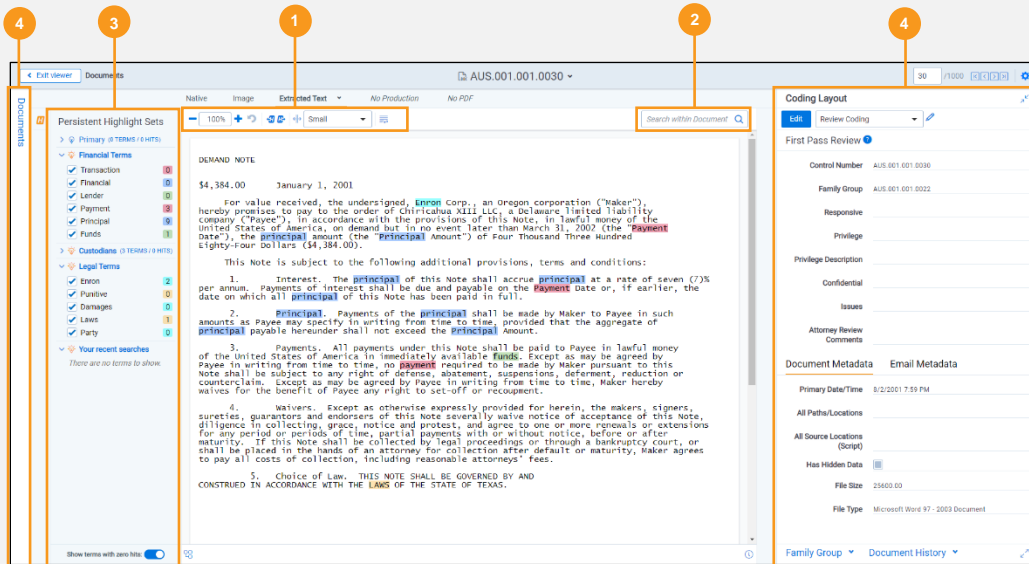 4
3
1
2
4
Exit viewer
Documents
AUS.001.001.0030
30
/1000
Documents
Persistent Highlight Sets
Primary (0 TERMS / 0 HITS)
Financial Terms
Transaction 0
Financial 0
Lender 0
Payment 3
Principal 9
Funds 1
Custodians (3 TERMS / 0 HITS)
Legal Terms
Enron 2
Punitive 0
Damages 0
Laws 1
Party 0
Your recent searches
There are no terms to show.
Show terms with zero hits:
Native
Image
Extracted Text
No Production
No PDF
100%
Small
Search within Document
DEMAND NOTE
$4,384.00 January 1, 2001
For value received, the undersigned, Enron Corp., an Oregon corporation ("Maker"),
hereby promises to pay to the order of Chiricahua XIII LLC, a Delaware limited liability
company ("Payee"), in accordance with the provisions of this Note, in lawful money of the
United States of America, on demand but in no event later than March 31, 2002 (the "Payment
Date"), the principal amount (the "Principal Amount") of Four Thousand Three Hundred
Eighty-Four Dollars ($4,384.00).
This Note is subject to the following additional provisions, terms and conditions:
1. Interest. The principal of this Note shall accrue principal at a rate of seven (7)%
per annum. Payments of interest shall be due and payable on the Payment Date or, if earlier, the
date on which all principal of this Note has been paid in full.
2. Principal. Payments of the principal shall be made by Maker to Payee in such
amounts as Payee may specify in writing from time to time, provided that the aggregate of
principal payable hereunder shall not exceed the Principal Amount.
3. Payments. All payments under this Note shall be paid to Payee in lawful money
of the United States of America in immediately available funds. Except as may be agreed by
Payee in writing from time to time, no payment required to be made by Maker pursuant to this
Note shall be subject to any right of defense, abatement, suspensions, deferment, reduction or
counterclaim. Except as may be agreed by Payee in writing from time to time, Maker hereby
waives for the benefit of Payee any right to set-off or recoupment.
4. Waivers. Except as otherwise expressly provided for herein, the makers, signers,
sureties, guarantors and endorsers of this Note severally waive notice of acceptance of this Note,
diligence in collecting, grace, notice and protest, and agree to one or more renewals or extensions
for any period or periods of time, partial payments with or without notice, before or after
maturity. If this Note shall be collected by legal proceedings or through a bankruptcy court, or
shall be placed in the hands of an attorney for collection after default or maturity, Maker agrees
to pay all costs of collection, including reasonable attorneys' fees.
5. Choice of Law. THIS NOTE SHALL BE GOVERNED BY AND
CONSTRUED IN ACCORDANCE WITH THE LAWS OF THE STATE OF TEXAS.
Coding Layout
Edit
Review Coding
First Pass Review
Control Number AUS.001.001.0030
Family Group AUS.001.001.0022
Responsive
Privilege
Privilege Description
Confidential
Issues
Attorney Review
Comments
Document Metadata
Email Metadata
Primary Date/Time 8/2/2001 7:59 PM
All Paths/Locations
All Source Locations
(Script)
Has Hidden Data
File Size 25600.00
File Type Microsoft Word 97 - 2003 Document
Family Group
Document History